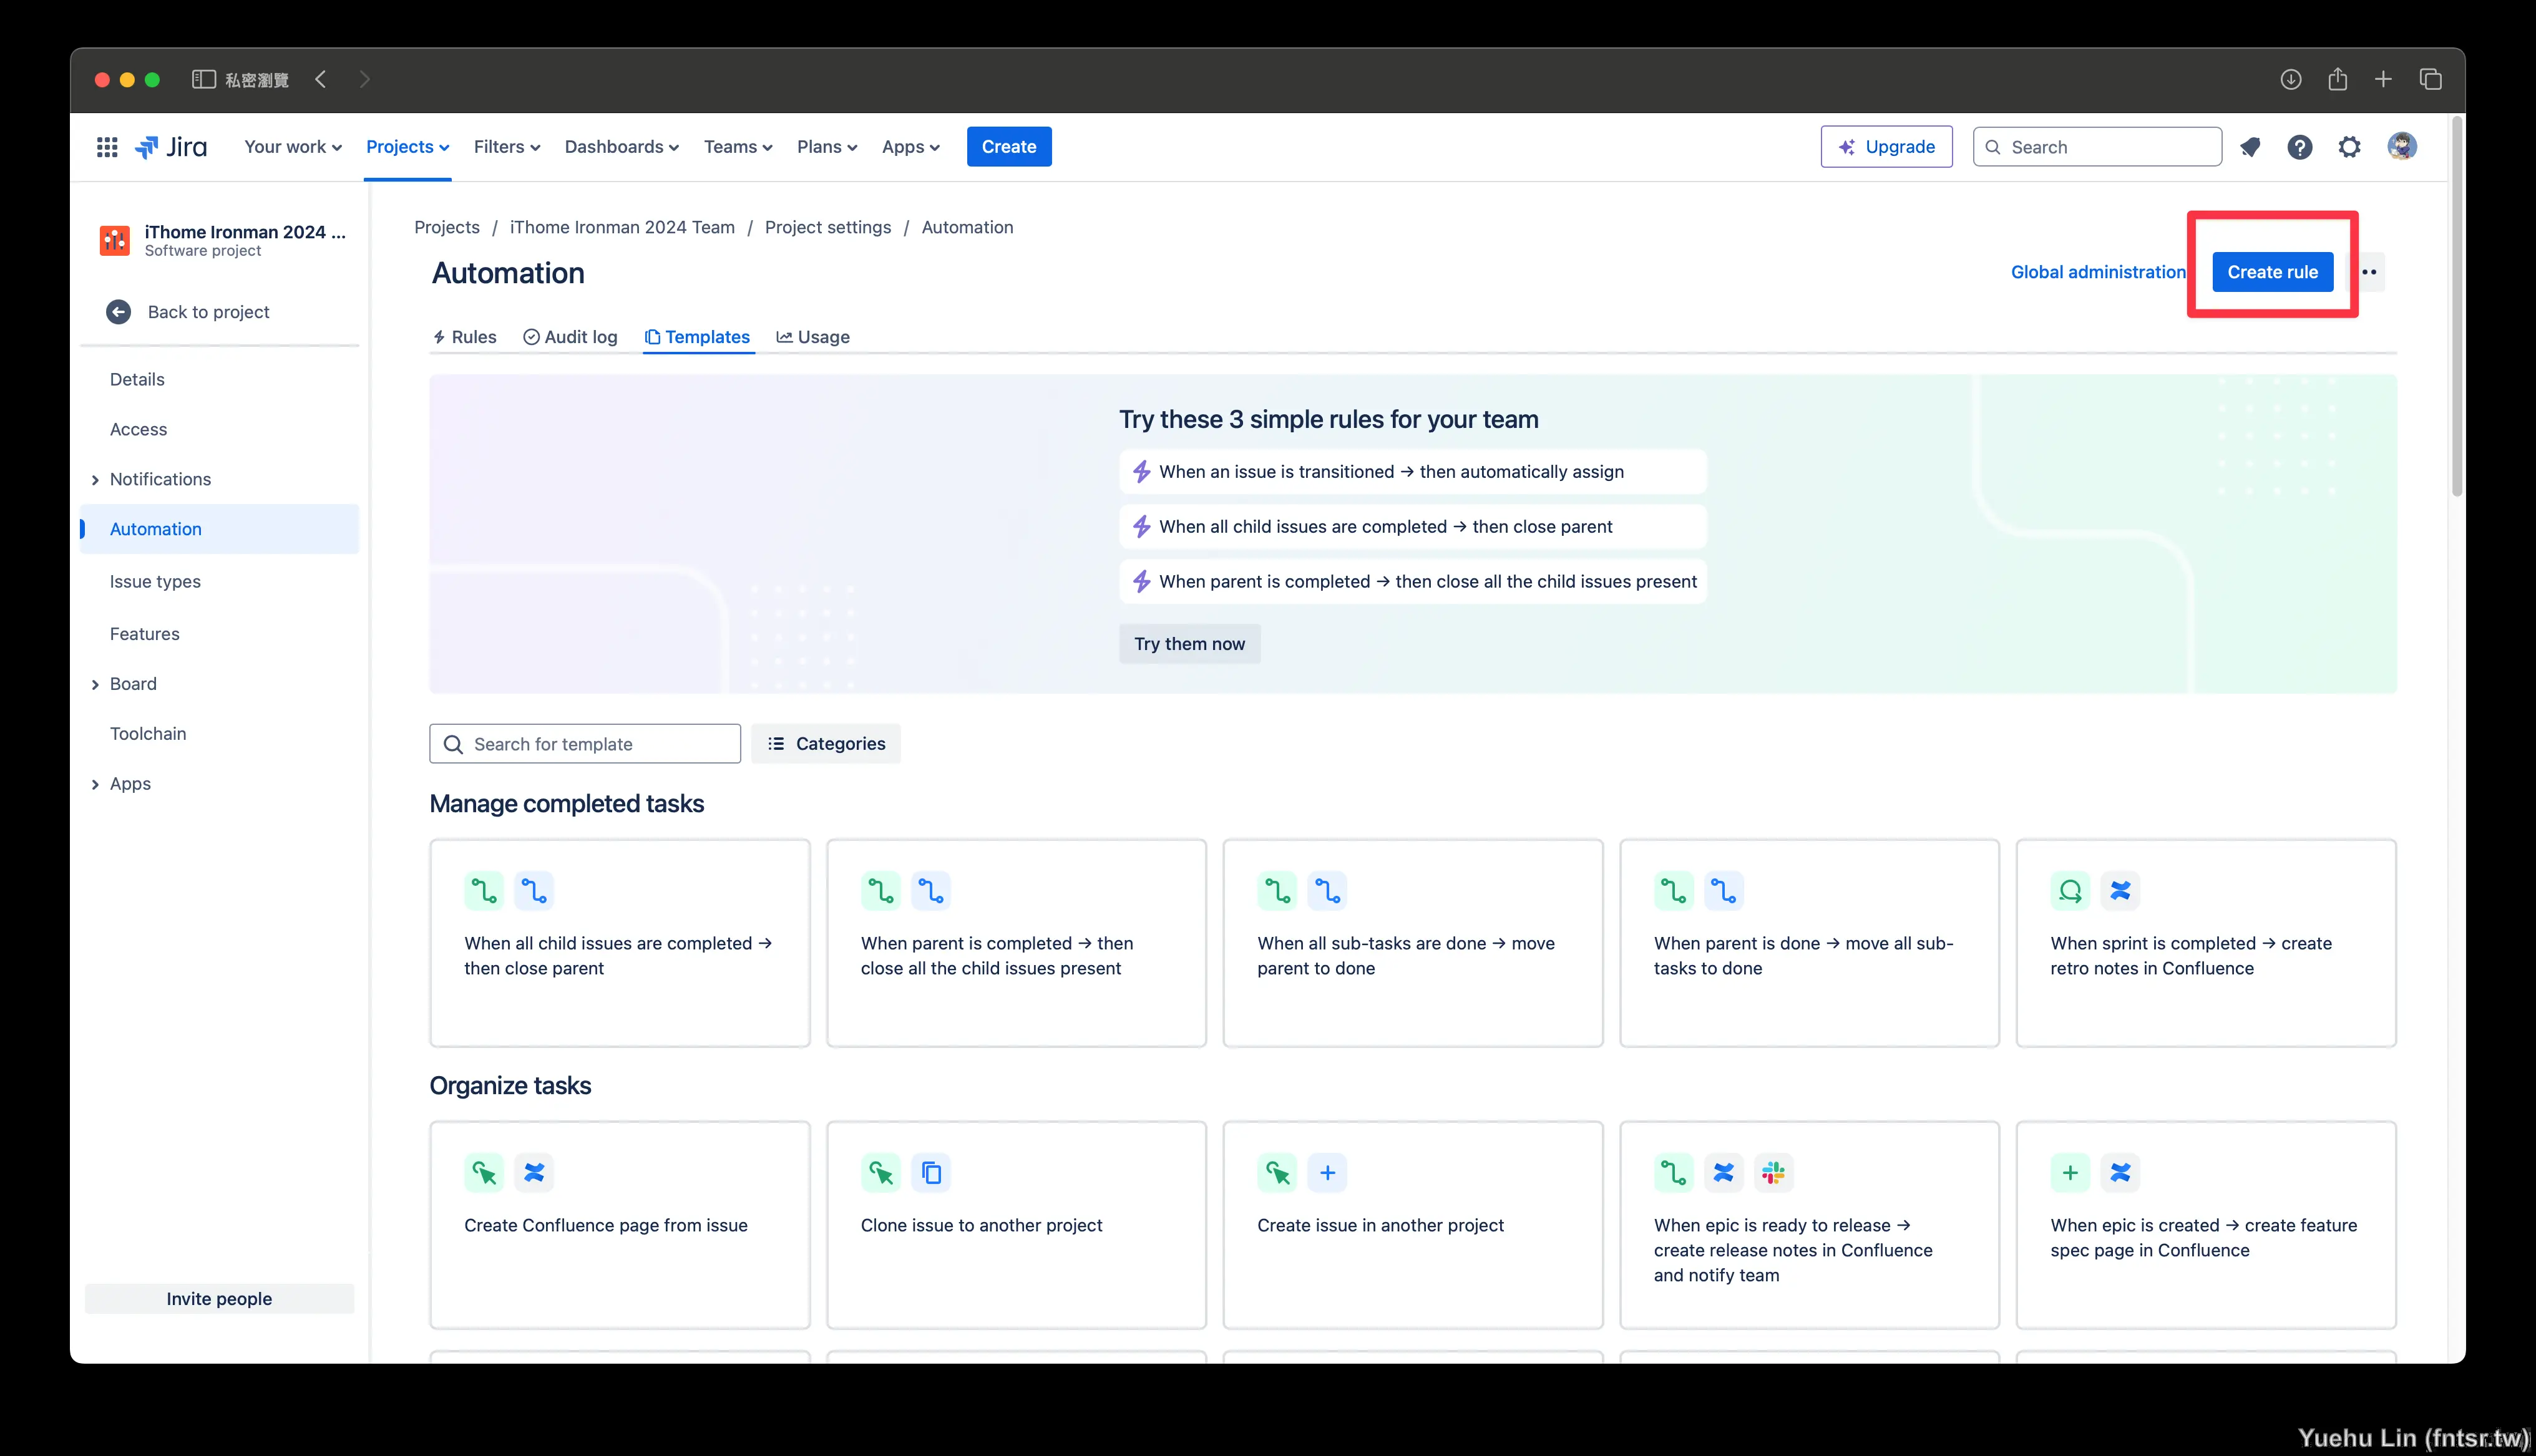 私密瀏覽
Jira
Your work
Projects
Filters
Dashboards
Teams
Plans
Apps
Create
Upgrade
Search
iThome Ironman 2024 ...
Software project
Back to project
Details
Access
Notifications
Automation
Issue types
Features
Board
Toolchain
Apps
Invite people
Projects / iThome Ironman 2024 Team / Project settings / Automation
Automation
Global administration
Create rule
Rules
Audit log
Templates
Usage
Try these 3 simple rules for your team
When an issue is transitioned → then automatically assign
When all child issues are completed → then close parent
When parent is completed → then close all the child issues present
Try them now
Search for template
Categories
Manage completed tasks
When all child issues are completed →
then close parent
When parent is completed → then
close all the child issues present
When all sub-tasks are done → move
parent to done
When parent is done → move all sub-
tasks to done
When sprint is completed → create
retro notes in Confluence
Organize tasks
Create Confluence page from issue
Clone issue to another project
Create issue in another project
When epic is ready to release →
create release notes in Confluence
and notify team
When epic is created → create feature
spec page in Confluence
Yuehu Lin (fntsr.tw)